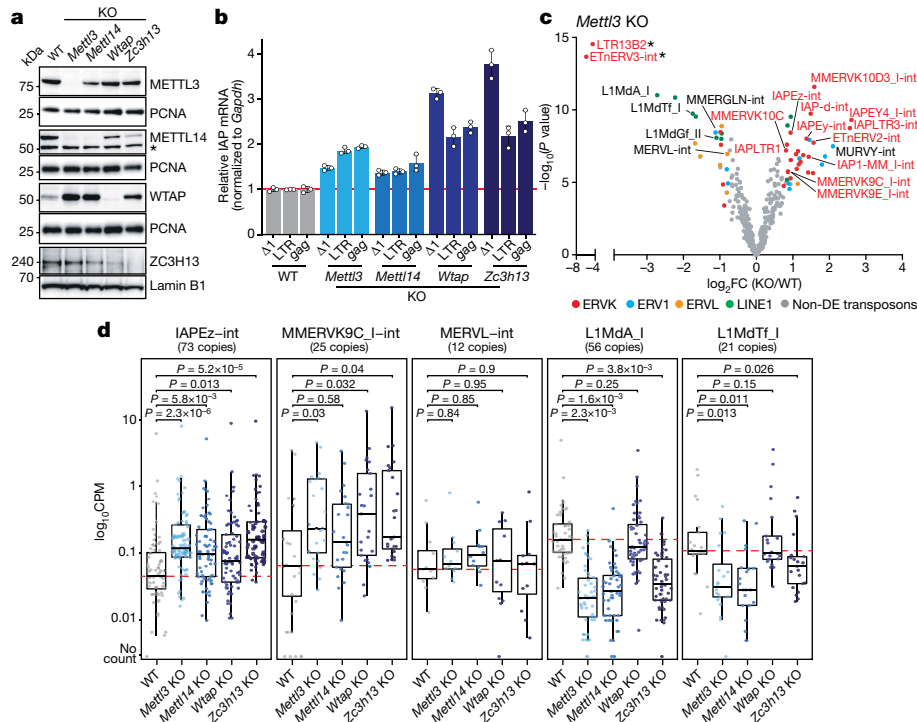 a
KO
kDa
WT
Mettl3
Mettl14
Wtap
Zc3h13
75
METTL3
25
PCNA
METTL14
50
*
25
PCNA
50
WTAP
25
PCNA
240
ZC3H13
70
Lamin B1
b
Relative IAP mRNA
(normalized to Gapdh)
4
3
2
1
0
Δ1 LTR gag Δ1 LTR gag Δ1 LTR gag Δ1 LTR gag Δ1 LTR gag
WT Mettl3 Mettl14 Wtap Zc3h13
KO
c
Mettl3 KO
−log10(P value)
15
10
5
0
LTR13B2*
ETnERV3-int*
L1MdA_I
L1MdTf_I
MMERGLN-int
L1MdGf_II
MERVL-int
MMERVK10D3_I-int
IAPEz-int
MMERVK10C
IAP-d-int
IAPEY4_I-int
IAPLTR3-int
IAPEy-int
ETnERV2-int
IAPLTR1
MURVY-int
IAP1-MM_I-int
MMERVK9C_I-int
MMERVK9E_I-int
−8 −4 −4 −2 0 2 4
log2FC (KO/WT)
ERVK ERV1 ERVL LINE1 Non-DE transposons
d
IAPEz−int
(73 copies)
MMERVK9C_I−int
(25 copies)
MERVL−int
(12 copies)
L1MdA_I
(56 copies)
L1MdTf_I
(21 copies)
P = 5.2×10−5
P = 0.013
P = 5.8×10−3
P = 2.3×10−6
P = 0.04
P = 0.032
P = 0.58
P = 0.03
P = 0.9
P = 0.95
P = 0.85
P = 0.84
P = 3.8×10−3
P = 0.25
P = 1.6×10−3
P = 2.3×10−3
P = 0.026
P = 0.15
P = 0.011
P = 0.013
log10CPM
10
1
0.1
0.01
No
count
WT Mettl3 KO Mettl14 KO Wtap KO Zc3h13 KO
WT Mettl3 KO Mettl14 KO Wtap KO Zc3h13 KO
WT Mettl3 KO Mettl14 KO Wtap KO Zc3h13 KO
WT Mettl3 KO Mettl14 KO Wtap KO Zc3h13 KO
WT Mettl3 KO Mettl14 KO Wtap KO Zc3h13 KO